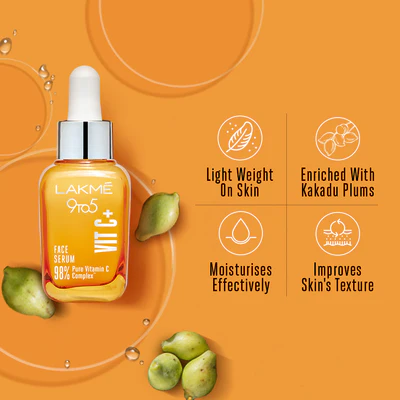 LAKMĒ
9TO5
VIT C+
FACE
SERUM
98% Pure Vitamin C
Complex*
Light Weight
On Skin
Enriched With
Kakadu Plums
Moisturises
Effectively
Improves
Skin's Texture